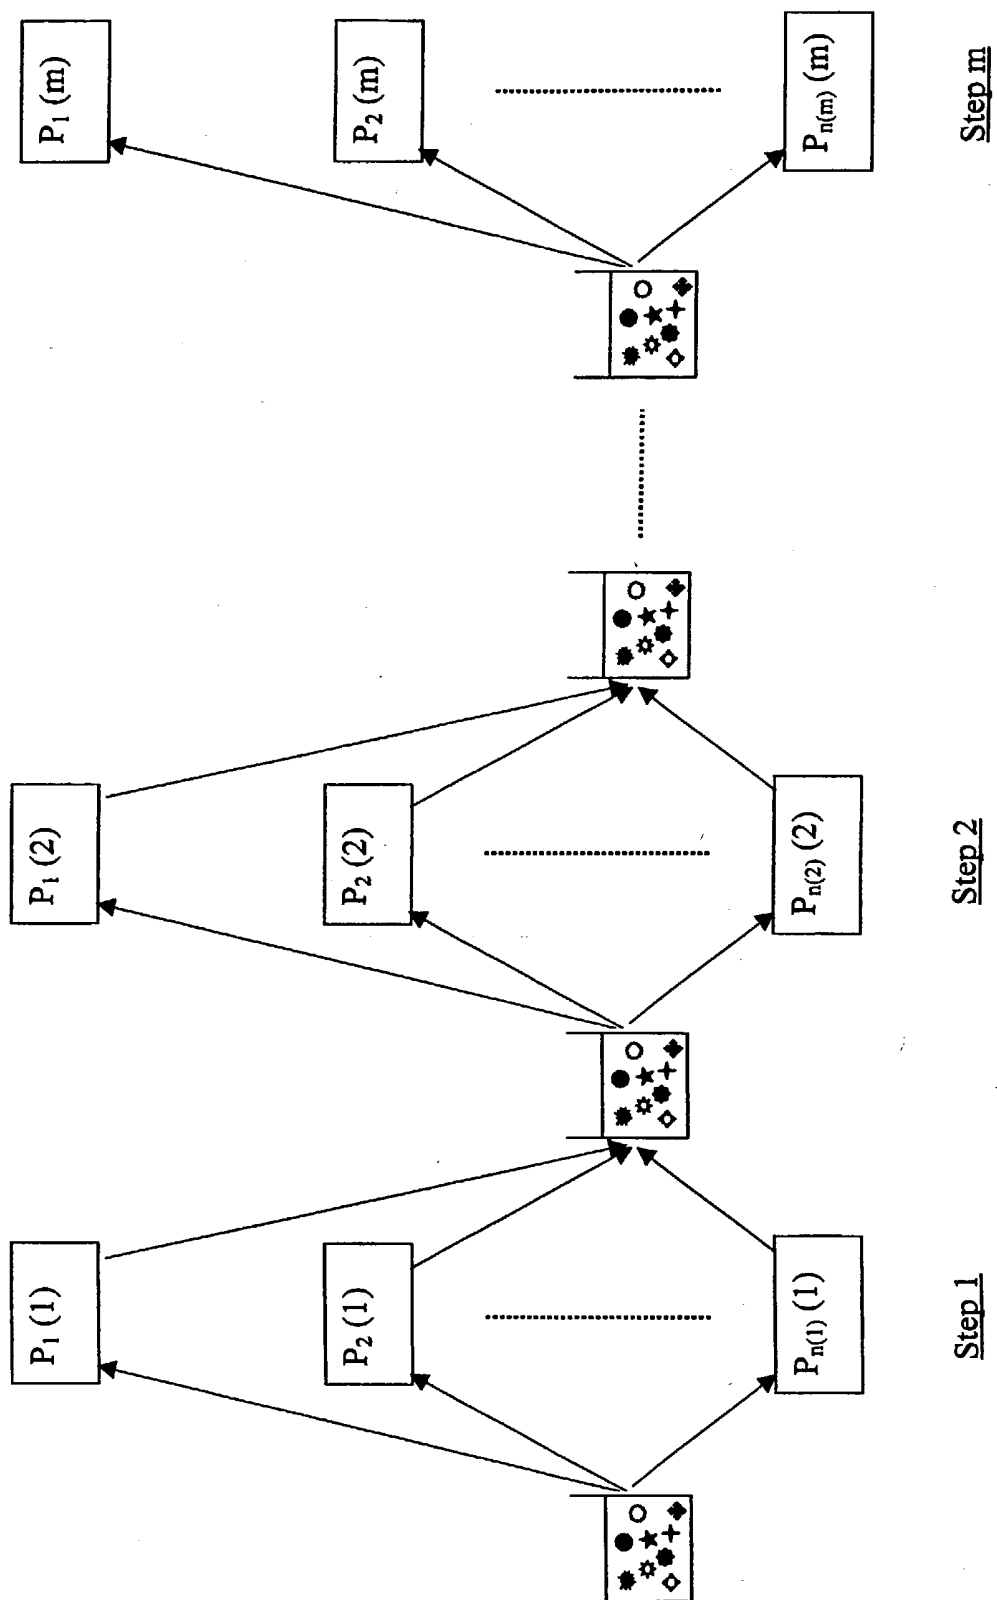 P₁ (1)
P₂ (1)
Pₙ₍₁₎ (1)
Step 1
P₁ (2)
P₂ (2)
Pₙ₍₂₎ (2)
Step 2
P₁ (m)
P₂ (m)
Pₙ₍ₘ₎ (m)
Step m